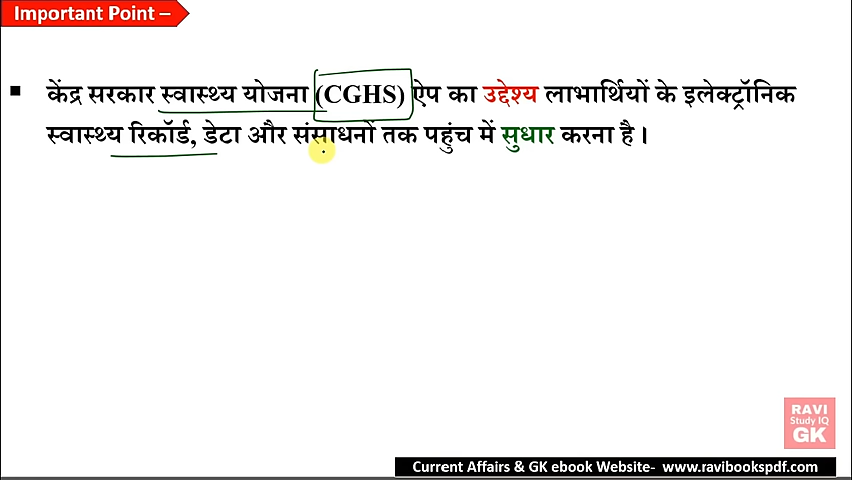 Important Point –
▪ केंद्र सरकार स्वास्थ्य योजना (CGHS) ऐप का उद्देश्य लाभार्थियों के इलेक्ट्रॉनिक
स्वास्थ्य रिकॉर्ड, डेटा और संसाधनों तक पहुंच में सुधार करना है।
RAVI
Study IQ
GK
Current Affairs & GK ebook Website- www.ravibookspdf.com